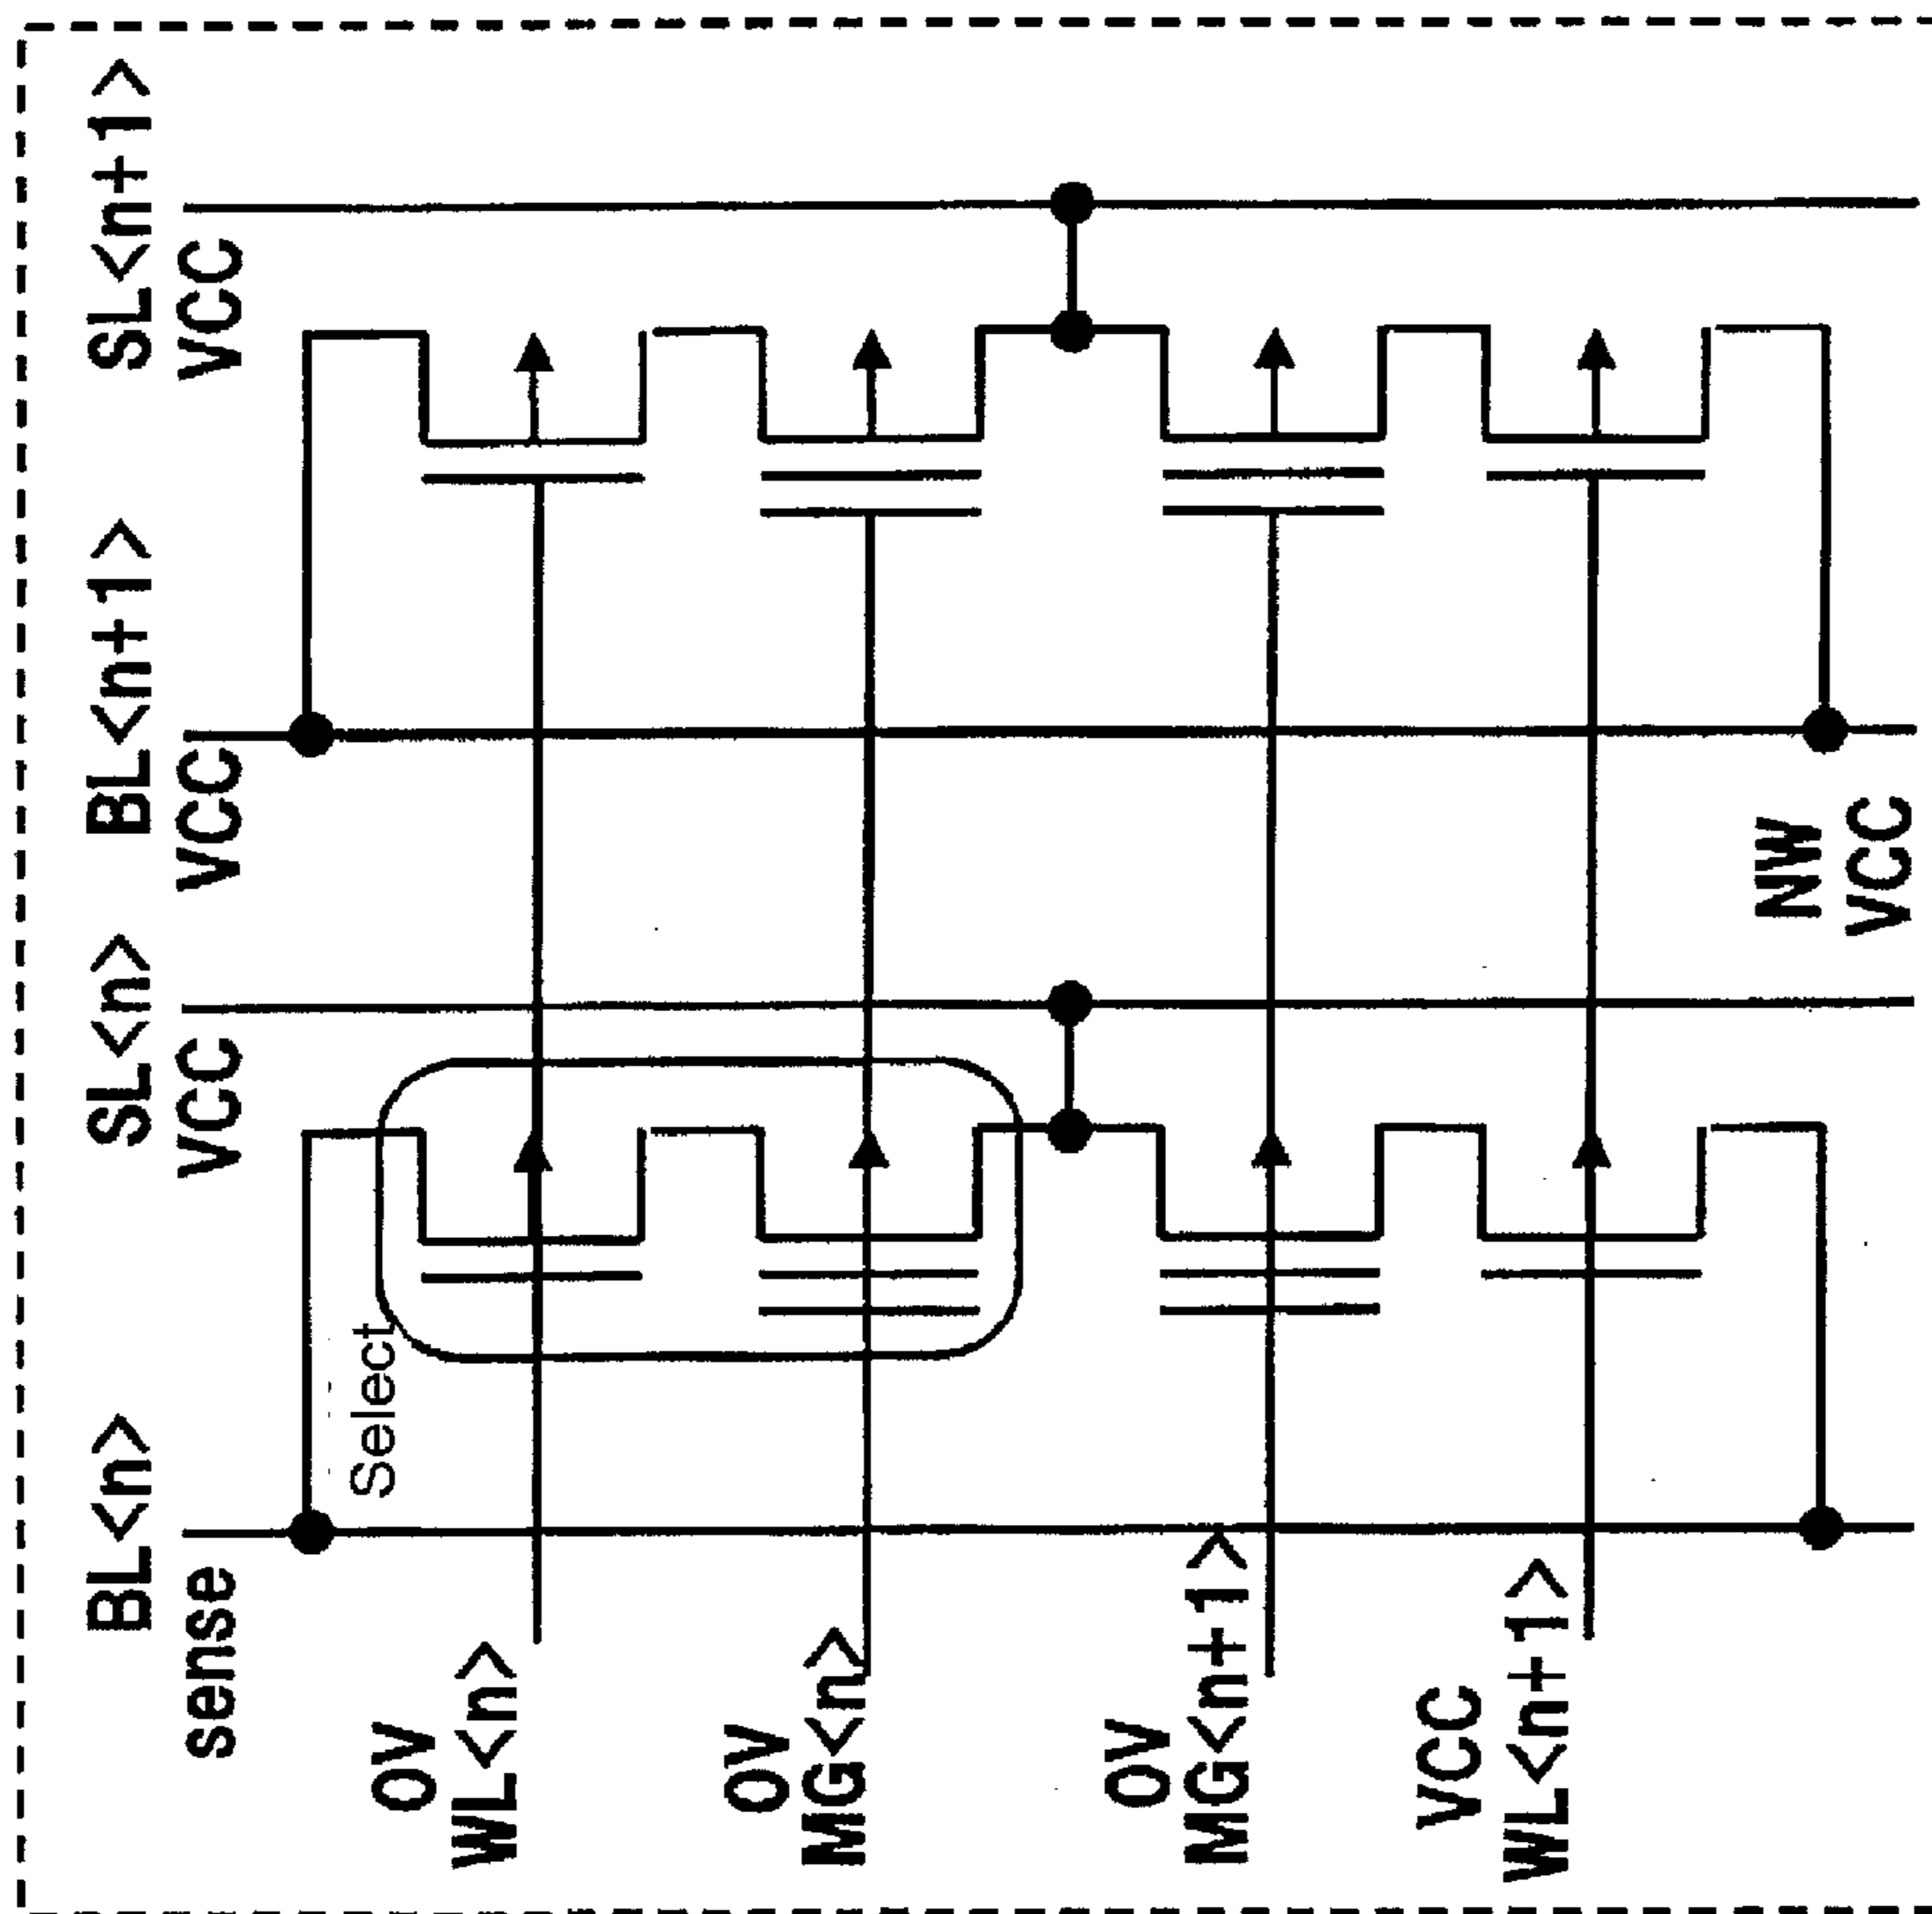 BL<n>
SL<n>
BL<n+1>
SL<n+1>
sense
VCC
VCC
VCC
0V
WL<n>
Select
0V
MG<n>
0V
MG<n+1>
VCC
WL<n+1>
NW
VCC